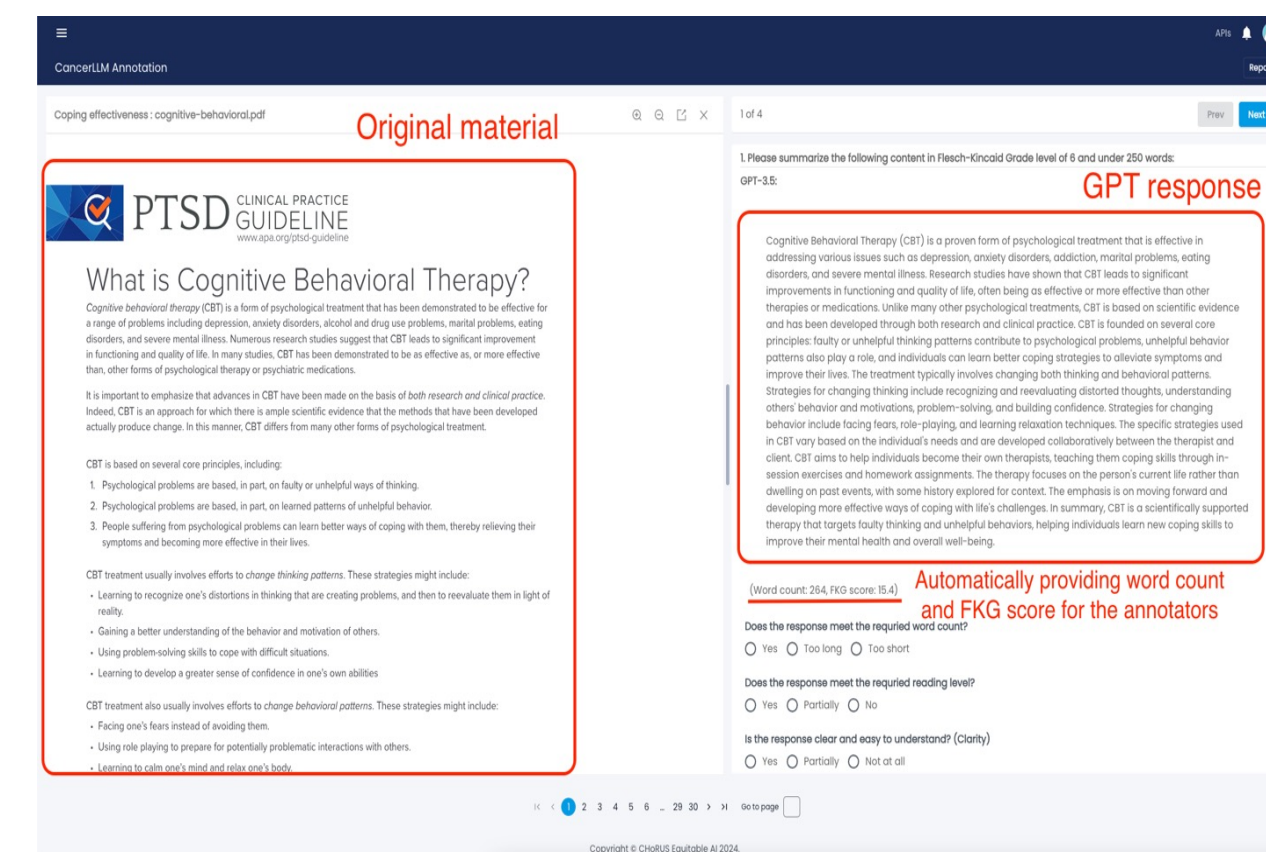 APIs
CancerLLM Annotation
Repo
Coping effectiveness : cognitive-behavioral.pdf
Original material
PTSD CLINICAL PRACTICE
GUIDELINE
www.apa.org/ptsd-guideline
What is Cognitive Behavioral Therapy?
Cognitive behavioral therapy (CBT) is a form of psychological treatment that has been demonstrated to be effective for
a range of problems including depression, anxiety disorders, alcohol and drug use problems, marital problems, eating
disorders, and severe mental illness. Numerous research studies suggest that CBT leads to significant improvement
in functioning and quality of life. In many studies, CBT has been demonstrated to be as effective as, or more effective
than, other forms of psychological therapy or psychiatric medications.
It is important to emphasize that advances in CBT have been made on the basis of both research and clinical practice.
Indeed, CBT is an approach for which there is ample scientific evidence that the methods that have been developed
actually produce change. In this manner, CBT differs from many other forms of psychological treatment.
CBT is based on several core principles, including:
1. Psychological problems are based, in part, on faulty or unhelpful ways of thinking.
2. Psychological problems are based, in part, on learned patterns of unhelpful behavior.
3. People suffering from psychological problems can learn better ways of coping with them, thereby relieving their
symptoms and becoming more effective in their lives.
CBT treatment usually involves efforts to change thinking patterns. These strategies might include:
• Learning to recognize one's distortions in thinking that are creating problems, and then to reevaluate them in light of
reality.
• Gaining a better understanding of the behavior and motivation of others.
• Using problem-solving skills to cope with difficult situations.
• Learning to develop a greater sense of confidence in one's own abilities
CBT treatment also usually involves efforts to change behavioral patterns. These strategies might include:
• Facing one's fears instead of avoiding them.
• Using role playing to prepare for potentially problematic interactions with others.
• Learning to calm one's mind and relax one's body.
1 of 4
Prev
Next
1. Please summarize the following content in Flesch-Kincaid Grade level of 6 and under 250 words:
GPT-3.5:
GPT response
Cognitive Behavioral Therapy (CBT) is a proven form of psychological treatment that is effective in
addressing various issues such as depression, anxiety disorders, addiction, marital problems, eating
disorders, and severe mental illness. Research studies have shown that CBT leads to significant
improvements in functioning and quality of life, often being as effective or more effective than other
therapies or medications. Unlike many other psychological treatments, CBT is based on scientific evidence
and has been developed through both research and clinical practice. CBT is founded on several core
principles: faulty or unhelpful thinking patterns contribute to psychological problems, unhelpful behavior
patterns also play a role, and individuals can learn better coping strategies to alleviate symptoms and
improve their lives. The treatment typically involves changing both thinking and behavioral patterns.
Strategies for changing thinking include recognizing and reevaluating distorted thoughts, understanding
others' behavior and motivations, problem-solving, and building confidence. Strategies for changing
behavior include facing fears, role-playing, and learning relaxation techniques. The specific strategies used
in CBT vary based on the individual's needs and are developed collaboratively between the therapist and
client. CBT aims to help individuals become their own therapists, teaching them coping skills through in-
session exercises and homework assignments. The therapy focuses on the person's current life rather than
dwelling on past events, with some history explored for context. The emphasis is on moving forward and
developing more effective ways of coping with life's challenges. In summary, CBT is a scientifically supported
therapy that targets faulty thinking and unhelpful behaviors, helping individuals learn new coping skills to
improve their mental health and overall well-being.
(Word count: 264, FKG score: 15.4)
Automatically providing word count
and FKG score for the annotators
Does the response meet the requried word count?
Yes Too long Too short
Does the response meet the requried reading level?
Yes Partially No
Is the response clear and easy to understand? (Clarity)
Yes Partially Not at all
1 2 3 4 5 6 ... 29 30 Go to page
Copyright © CHoRUS Equitable AI 2024.